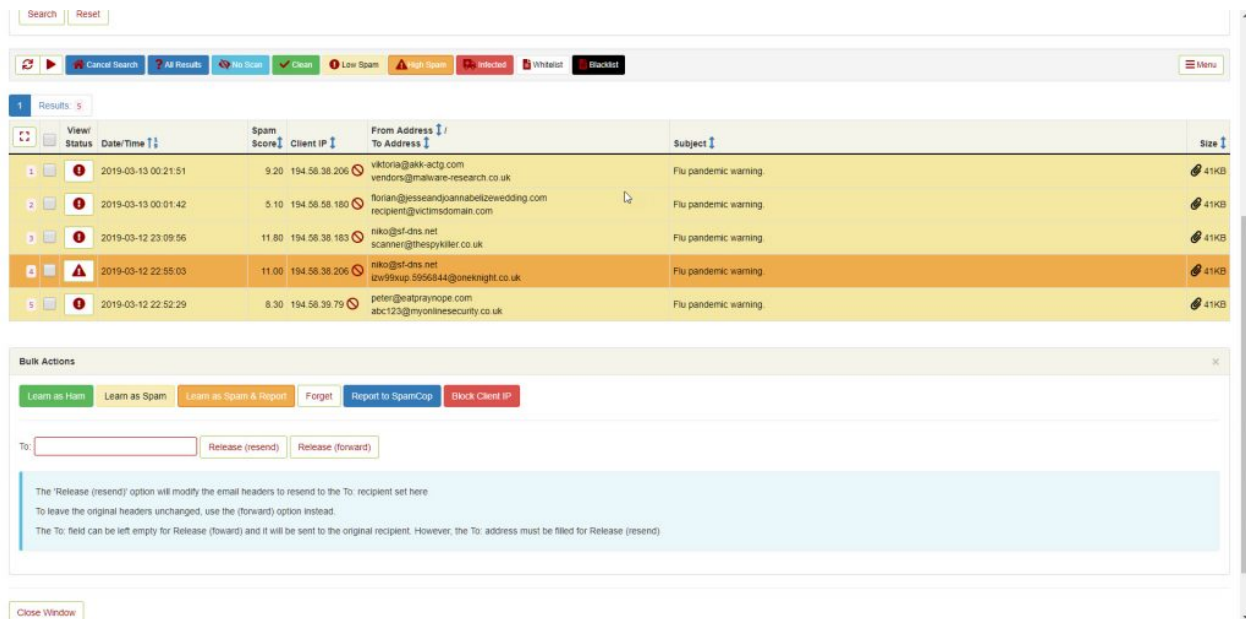 Search Reset
Cancel Search All Results No Scan Clean Low Spam High Spam Infected Whitelist Blacklist Menu
1 Results: 5
View/ Status Date/Time Spam Score Client IP From Address / To Address Subject Size
1 2019-03-13 00:21:51 9.20 194.58.38.206 viktoria@akk-actg.com Flu pandemic warning. 41KB
vendors@malware-research.co.uk
2 2019-03-13 00:01:42 5.10 194.58.58.180 florian@jesseandjoannabelizewedding.com Flu pandemic warning. 41KB
recipient@victimsdomain.com
3 2019-03-12 23:09:56 11.80 194.58.38.183 niko@sf-dns.net Flu pandemic warning. 41KB
scanner@thespykiller.co.uk
4 2019-03-12 22:55:03 11.00 194.58.38.206 niko@sf-dns.net Flu pandemic warning. 41KB
izw99xup.5956844@oneknight.co.uk
5 2019-03-12 22:52:29 8.30 194.58.39.79 peter@eatpraynope.com Flu pandemic warning. 41KB
abc123@myonlinesecurity.co.uk
Bulk Actions
Learn as Ham Learn as Spam Learn as Spam & Report Forget Report to SpamCop Block Client IP
To: Release (resend) Release (forward)
The 'Release (resend)' option will modify the email headers to resend to the To: recipient set here
To leave the original headers unchanged, use the (forward) option instead.
The To: field can be left empty for Release (foward) and it will be sent to the original recipient. However, the To: address must be filled for Release (resend)
Close Window